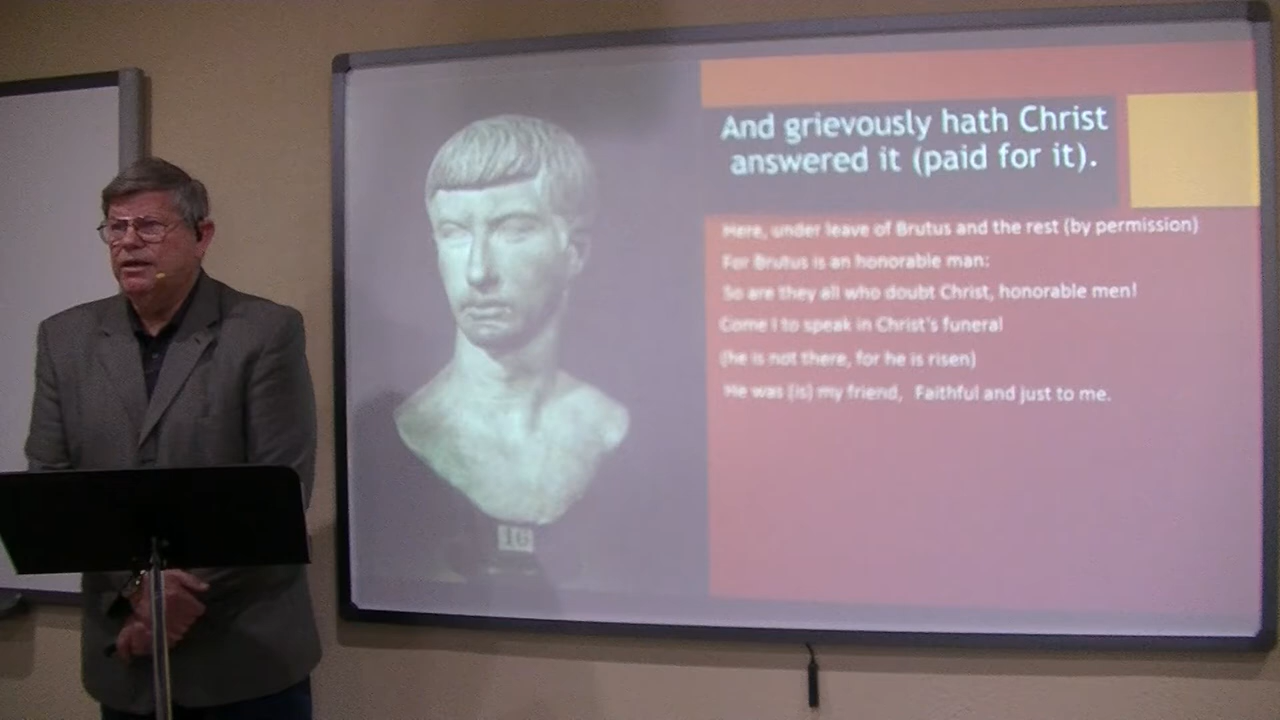 And grievously hath Christ
answered it (paid for it).
Here, under leave of Brutus and the rest (by permission)
For Brutus is an honorable man:
So are they all who doubt Christ, honorable men!
Come I to speak in Christ's funeral
(he is not there, for he is risen)
He was (is) my friend, Faithful and just to me.
16